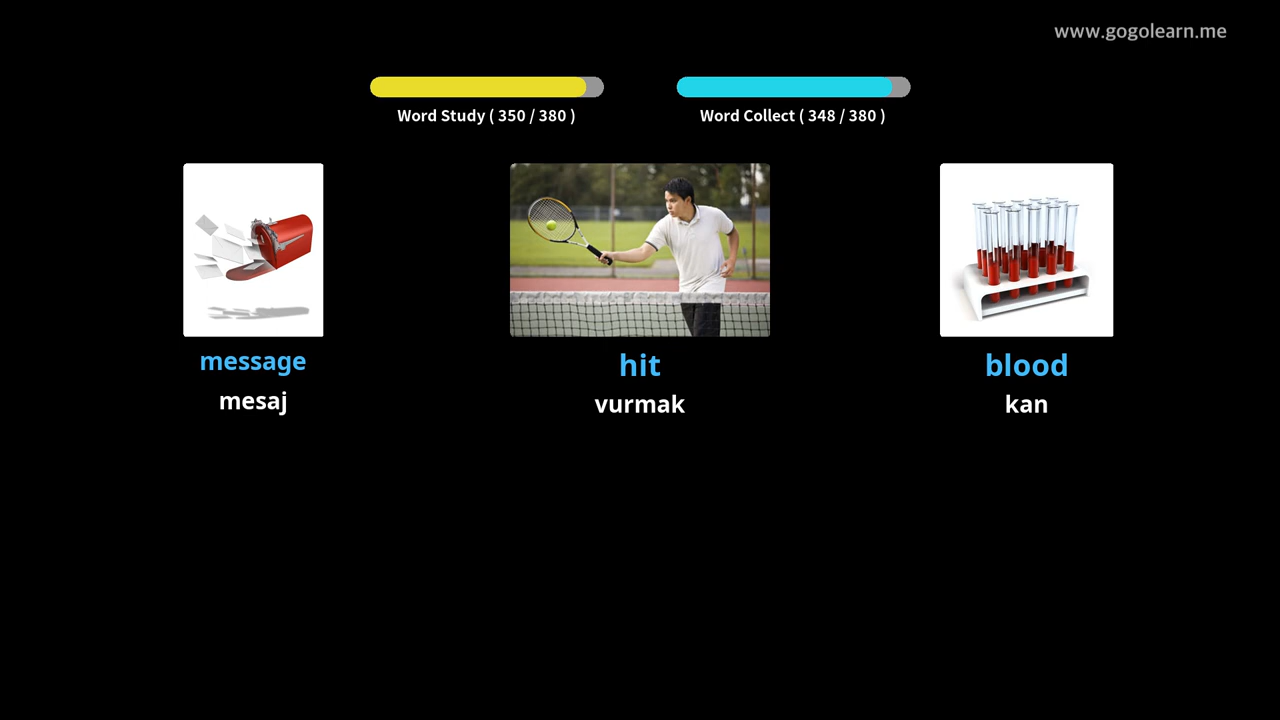 www.gogolearn.me
Word Study ( 350 / 380 )
Word Collect ( 348 / 380 )
message
mesaj
hit
vurmak
blood
kan